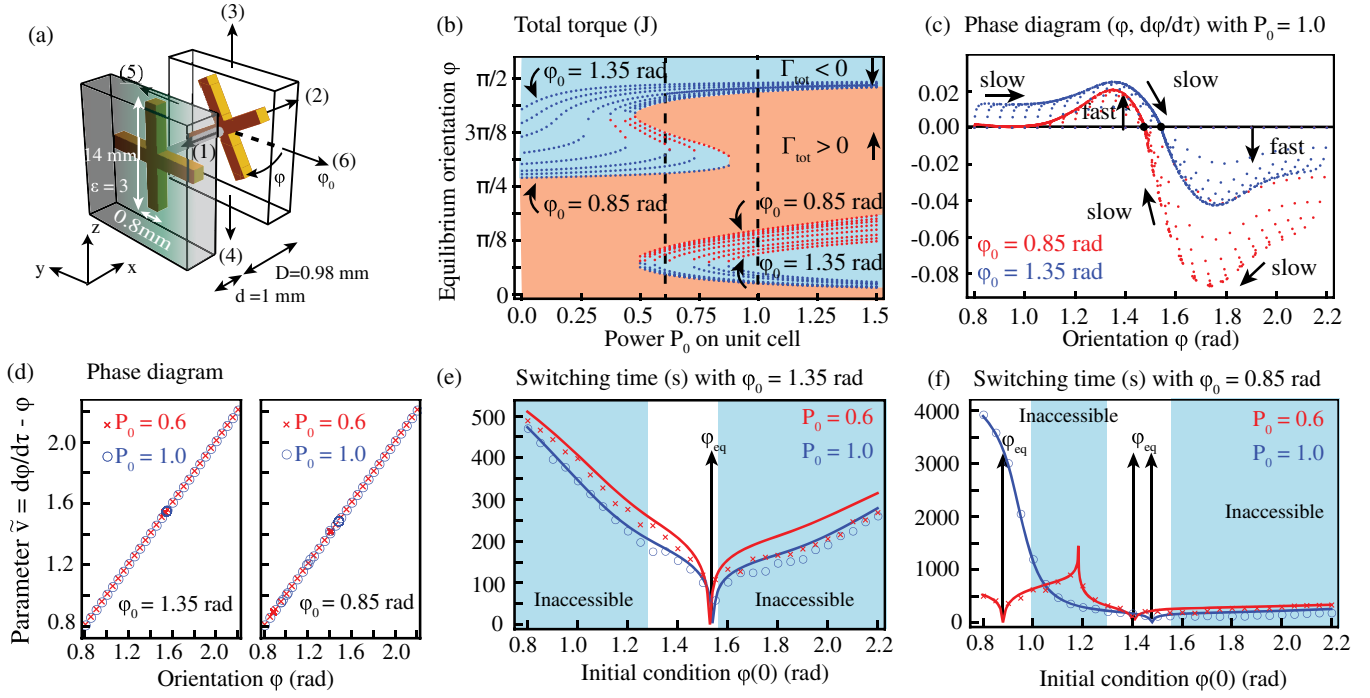 (a)
(3)
(5)
(2)
(1)
14 mm
(6)
φ
φ0
ε = 3
0.8mm
(4)
z
y
x
D=0.98 mm
d =1 mm
(b) Total torque (J)
Equilibrium orientation φ
π/2
3π/8
π/4
π/8
0
φ0 = 1.35 rad
Γtot < 0
Γtot > 0
φ0 = 0.85 rad
φ0 = 0.85 rad
φ0 = 1.35 rad
0.0 0.25 0.5 0.75 1.0 1.25 1.5
Power P0 on unit cell
(c) Phase diagram (φ, dφ/dτ) with P0 = 1.0
slow
slow
0.02
fast
0.00
-0.02
fast
-0.04
slow
-0.06
φ0 = 0.85 rad
φ0 = 1.35 rad
slow
-0.08
0.8 1.0 1.2 1.4 1.6 1.8 2.0 2.2
Orientation φ (rad)
(d) Phase diagram
Parameter ṽ = dφ/dτ - φ
2.0
1.6
1.2
0.8
× P0 = 0.6
○ P0 = 1.0
φ0 = 1.35 rad
× P0 = 0.6
○ P0 = 1.0
φ0 = 0.85 rad
0.8 1.2 1.6 2.0
0.8 1.2 1.6 2.0
Orientation φ (rad)
(e) Switching time (s) with φ0 = 1.35 rad
500
400
300
200
100
0
P0 = 0.6
P0 = 1.0
φeq
Inaccessible
Inaccessible
0.8 1.0 1.2 1.4 1.6 1.8 2.0 2.2
Initial condition φ(0) (rad)
(f) Switching time (s) with φ0 = 0.85 rad
4000
3000
2000
1000
0
Inaccessible
P0 = 0.6
P0 = 1.0
φeq
φeq
Inaccessible
0.8 1.0 1.2 1.4 1.6 1.8 2.0 2.2
Initial condition φ(0) (rad)